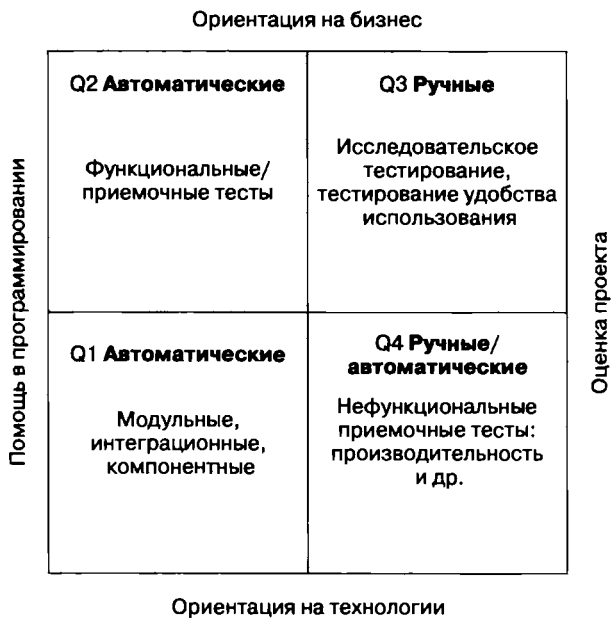 Ориентация на бизнес
Помощь в программировании
Q2 Автоматические
Функциональные/
приемочные тесты
Q3 Ручные
Исследовательское
тестирование,
тестирование удобства
использования
Q1 Автоматические
Модульные,
интеграционные,
компонентные
Q4 Ручные/
автоматические
Нефункциональные
приемочные тесты:
производительность
и др.
Оценка проекта
Ориентация на технологии